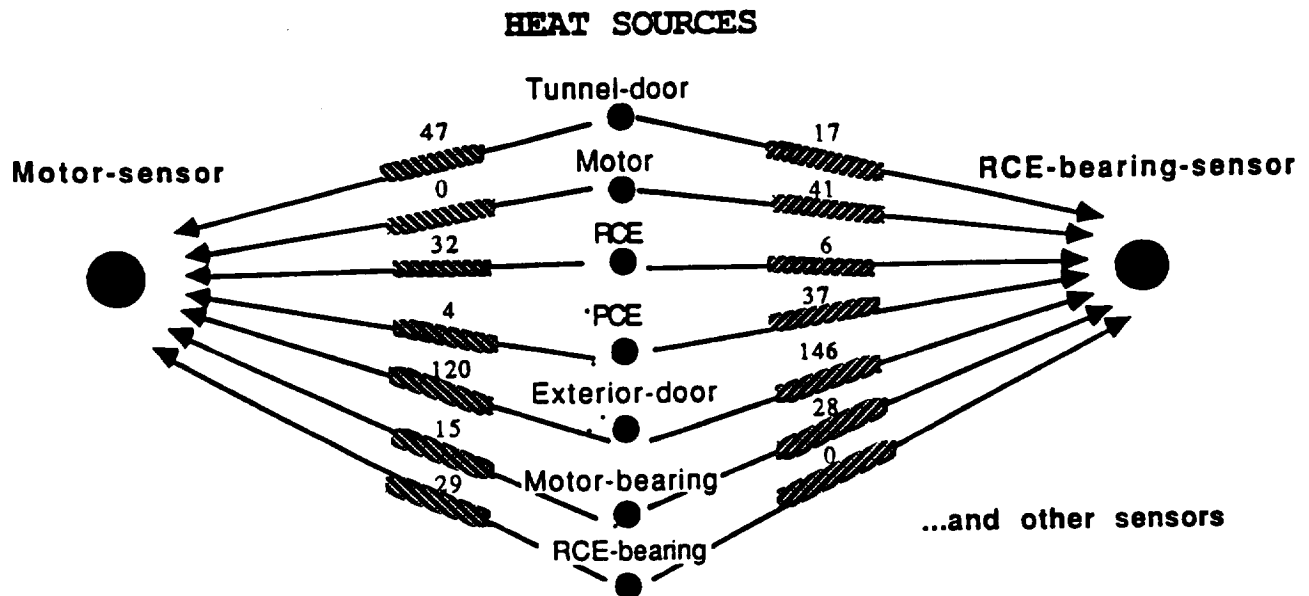 HEAT SOURCES
Tunnel-door
47
17
Motor-sensor
Motor
RCE-bearing-sensor
0
41
RCE
32
6
PCE
4
37
120
Exterior-door
146
15
28
Motor-bearing
29
0
...and other sensors
RCE-bearing